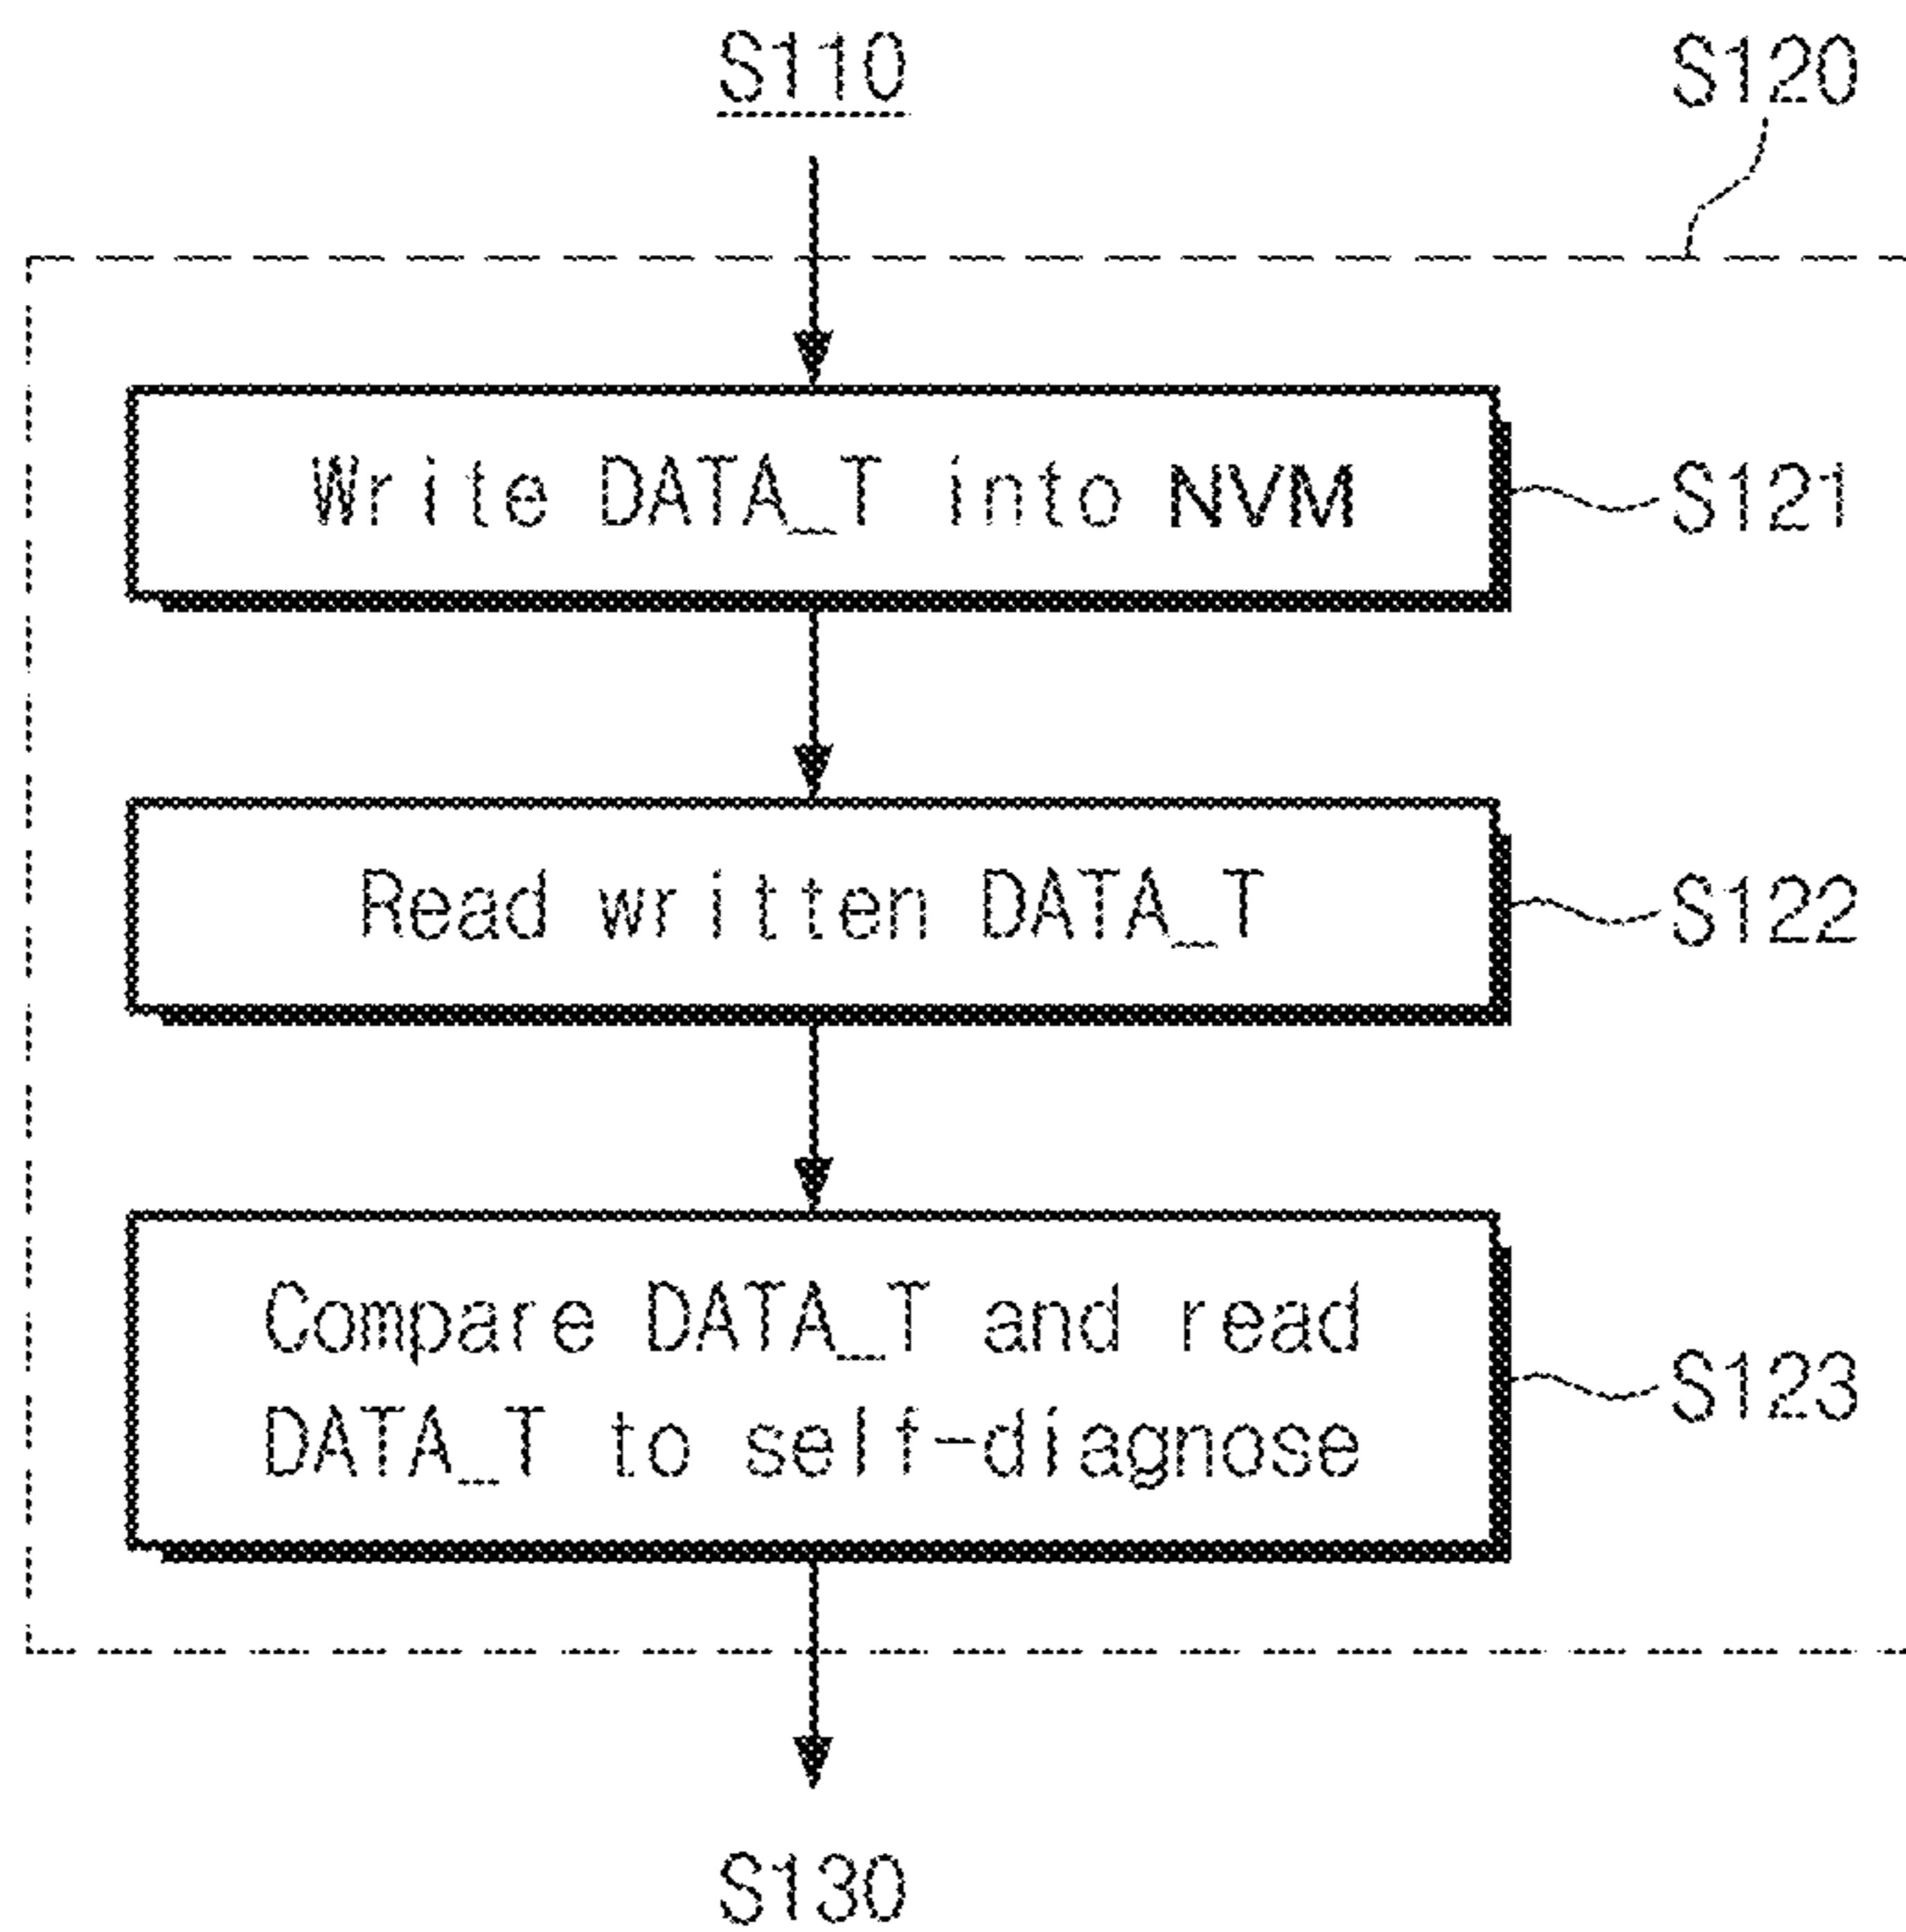 S110
S120
Write DATA_T into NVM
S121
Read written DATA_T
S122
Compare DATA_T and read
DATA_T to self-diagnose
S123
S130